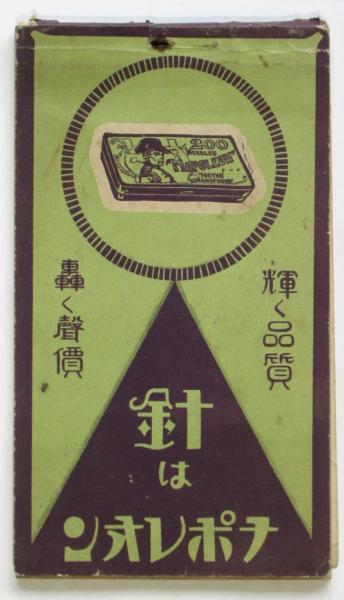 200
NEEDLES
"NAPOLEON"
FOR THE
GRAMOPHONE
輝く品質
轟く聲價
針
は
ナポレオン